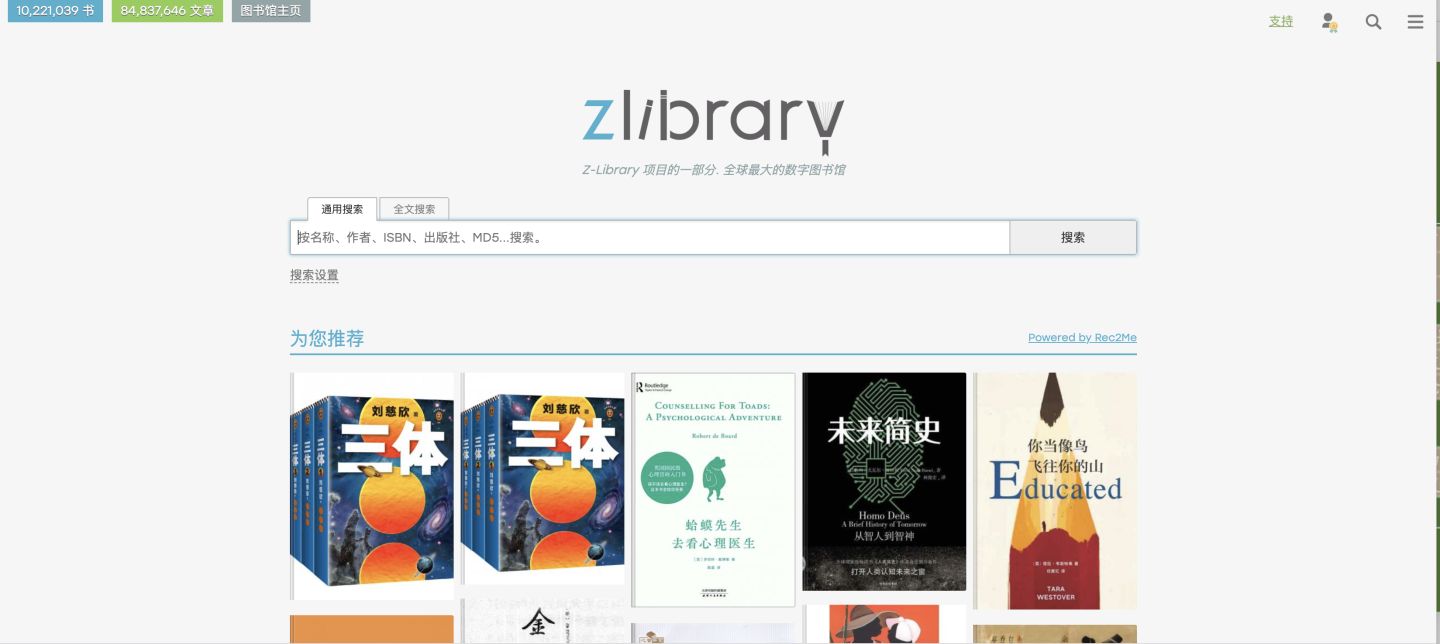 10,221,039 书
84,837,646 文章
图书馆主页
支持
zlibrary
Z-Library 项目的一部分. 全球最大的数字图书馆
通用搜索
全文搜索
按名称、作者、ISBN、出版社、MD5...搜索。
搜索
搜索设置
为您推荐
Powered by Rec2Me
刘慈欣
三体
刘慈欣
三体
Routledge
COUNSELLING FOR TOADS:
A PSYCHOLOGICAL ADVENTURE
Robert de Board
蛤蟆先生
去看心理医生
未来简史
Homo Deus
A Brief History of Tomorrow
从智人到智神
打开人类认知未来之窗
你当像鸟
飞往你的山
Educated
TARA
WESTOVER
金